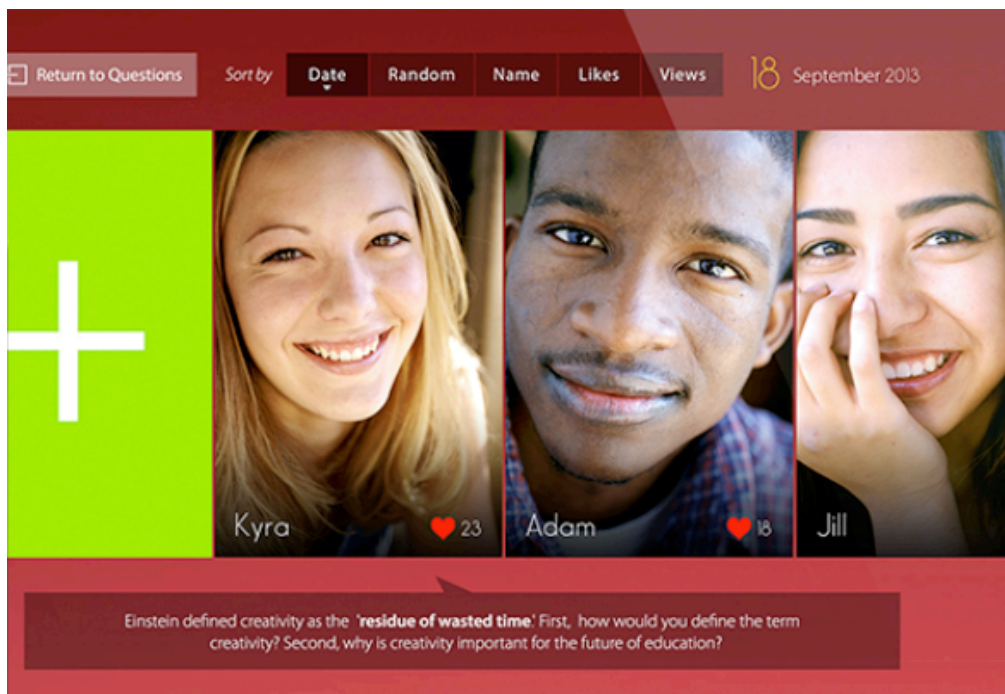 Return to Questions
Sort by Date Random Name Likes Views
18 September 2013
Kyra 23
Adam 18
Jill
Einstein defined creativity as the 'residue of wasted time.' First, how would you define the term
creativity? Second, why is creativity important for the future of education?